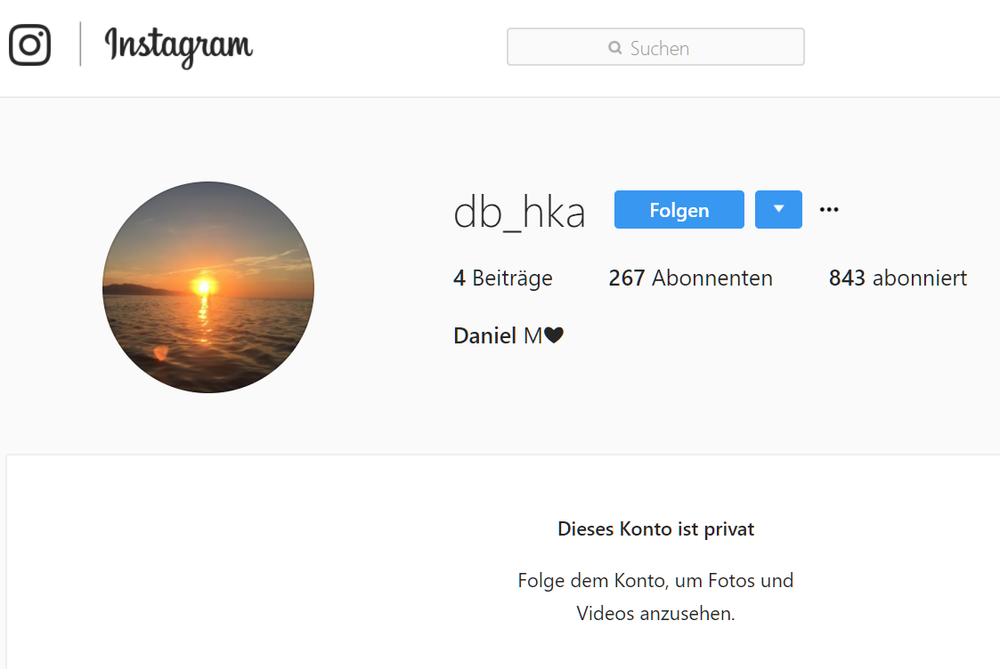 Instagram
Suchen
db_hka
Folgen
4 Beiträge 267 Abonnenten 843 abonniert
Daniel M🖤
Dieses Konto ist privat
Folge dem Konto, um Fotos und
Videos anzusehen.